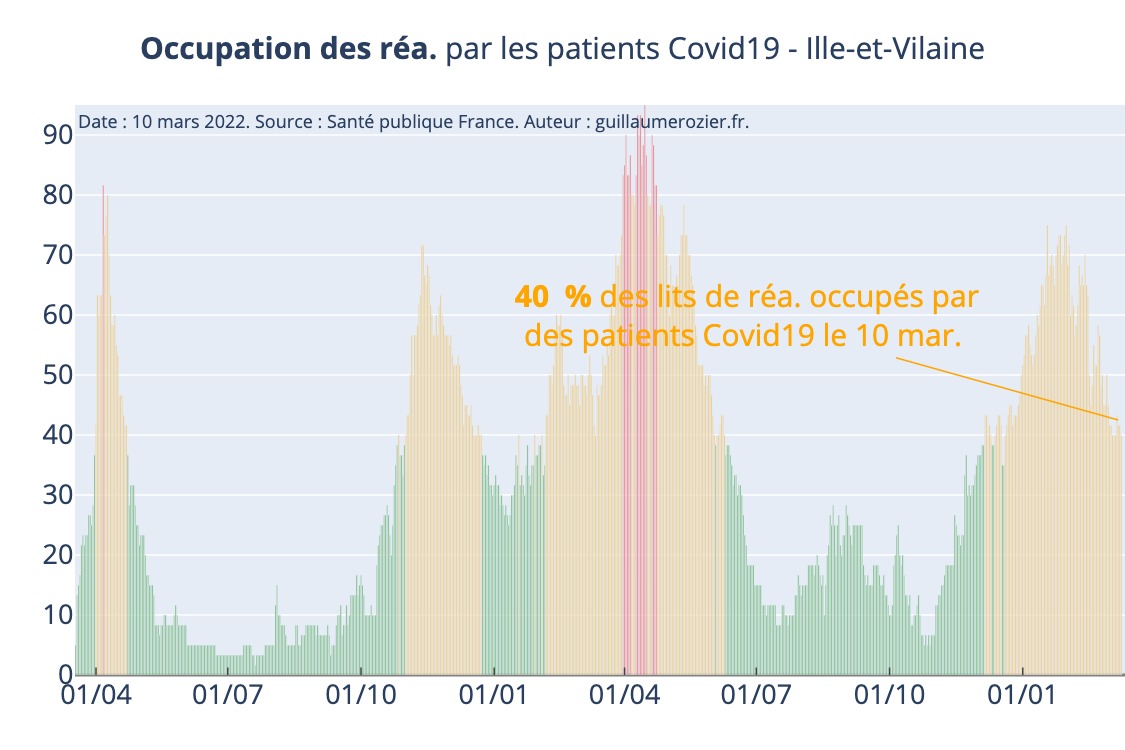 Occupation des réa. par les patients Covid19 - Ille-et-Vilaine
Date : 10 mars 2022. Source : Santé publique France. Auteur : guillaumerozier.fr.
90
80
70
60
50
40
30
20
10
0
40  % des lits de réa. occupés par
des patients Covid19 le 10 mar.
01/04 01/07 01/10 01/01 01/04 01/07 01/10 01/01